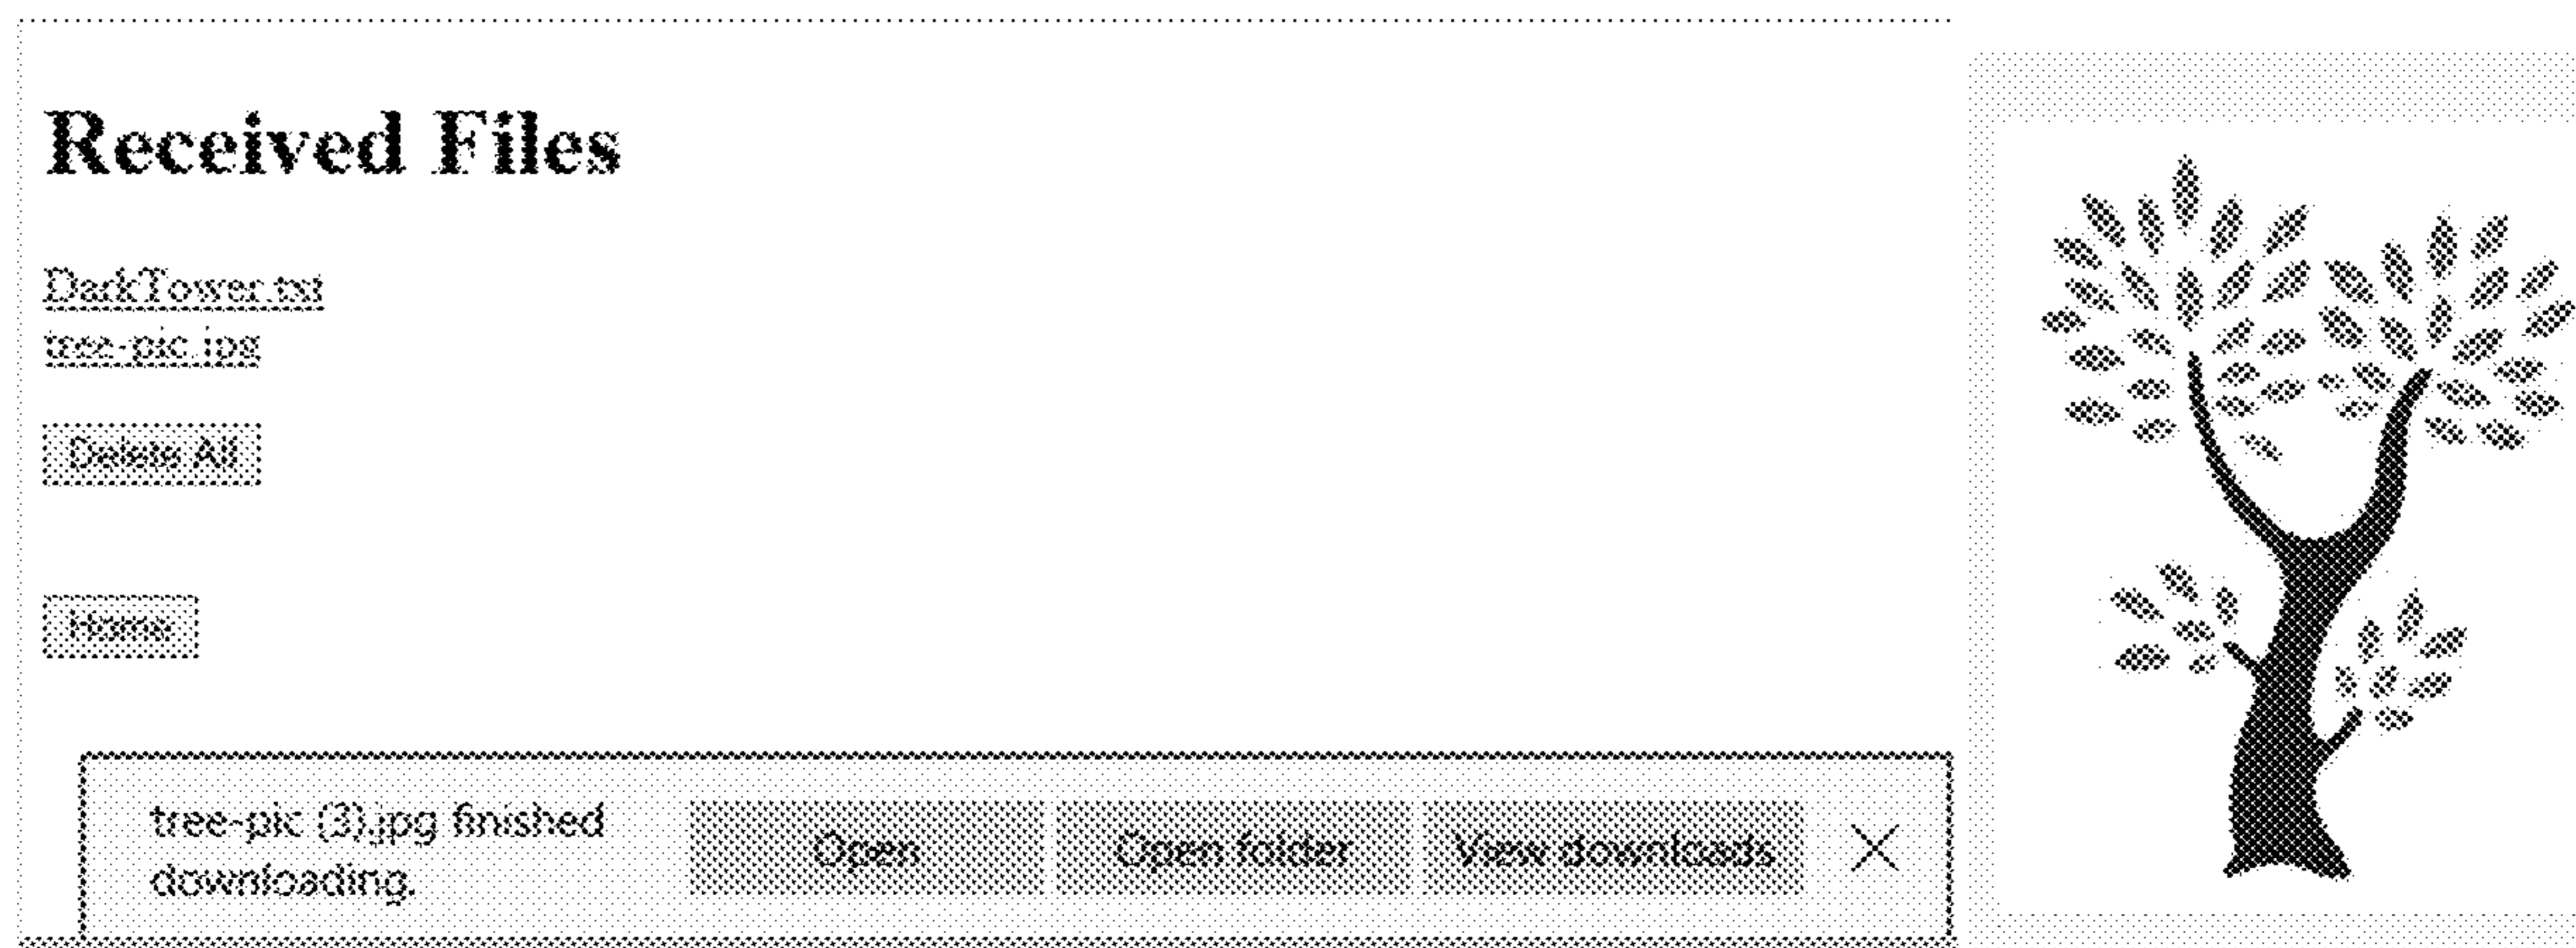 Received Files
DarkTower.txt
tree-pic.jpg
Delete All
Home
tree-pic (3).jpg finished
downloading.
Open
Open folder
View downloads